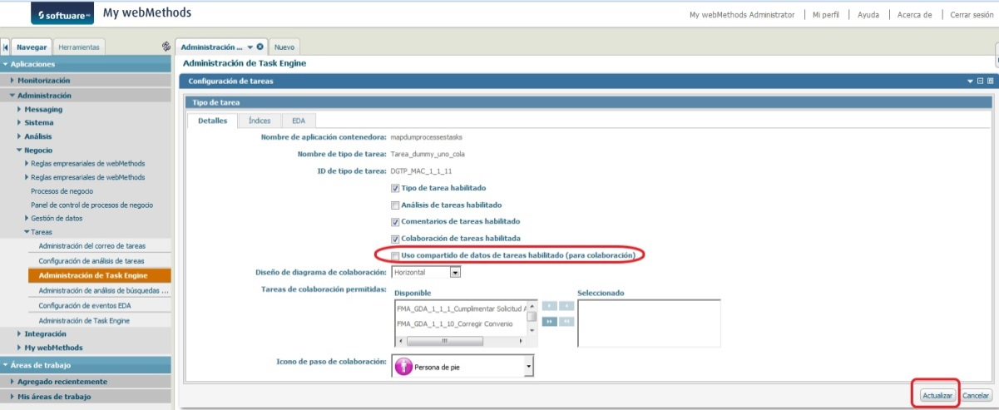 software AG My webMethods
My webMethods Administrator | Mi perfil | Ayuda | Acerca de | Cerrar sesión
Navegar Herramientas
Administración ... Nuevo
Aplicaciones
Monitorización
Administración
Messaging
Sistema
Análisis
Negocio
Reglas empresariales de webMethods
Reglas empresariales de webMethods
Procesos de negocio
Panel de control de procesos de negocio
Gestión de datos
Tareas
Administración del correo de tareas
Configuración de análisis de tareas
Administración de Task Engine
Administración de análisis de búsquedas ...
Configuración de eventos EDA
Administración de Task Engine
Integración
My webMethods
Áreas de trabajo
Agregado recientemente
Mis áreas de trabajo
Administración de Task Engine
Configuración de tareas
Tipo de tarea
Detalles Índices EDA
Nombre de aplicación contenedora: mapdumprocessestasks
Nombre de tipo de tarea: Tarea_dummy_uno_cola
ID de tipo de tarea: DGTP_MAC_1_1_11
Tipo de tarea habilitado
Análisis de tareas habilitado
Comentarios de tareas habilitado
Colaboración de tareas habilitada
Uso compartido de datos de tareas habilitado (para colaboración)
Diseño de diagrama de colaboración: Horizontal
Tareas de colaboración permitidas: Disponible Seleccionado
FMA_GDA_1_1_1_Cumplimentar Solicitud A
FMA_GDA_1_1_10_Corregir Convenio
Icono de paso de colaboración: Persona de pie
Actualizar Cancelar